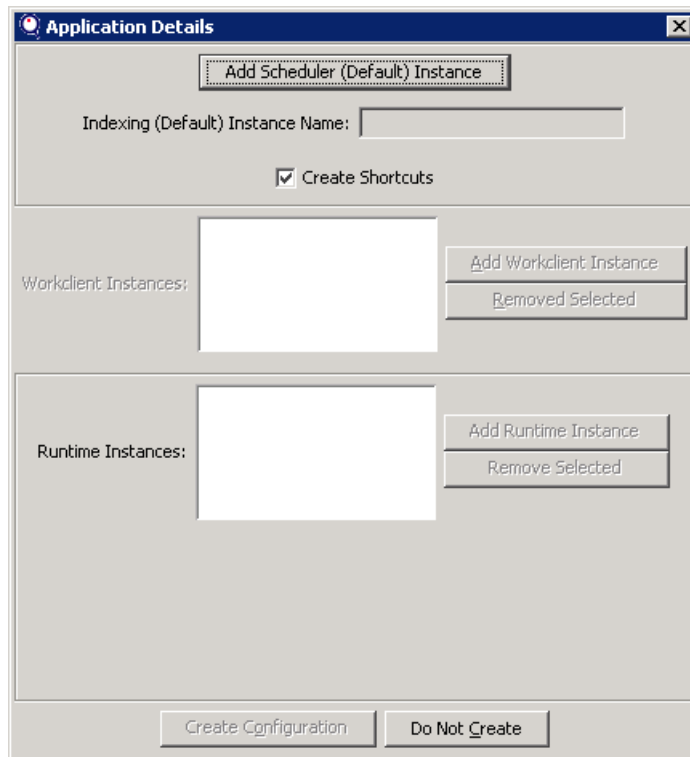 Application Details
Add Scheduler (Default) Instance
Indexing (Default) Instance Name:
Create Shortcuts
Workclient Instances:
Add Workclient Instance
Removed Selected
Runtime Instances:
Add Runtime Instance
Remove Selected
Create Configuration
Do Not Create